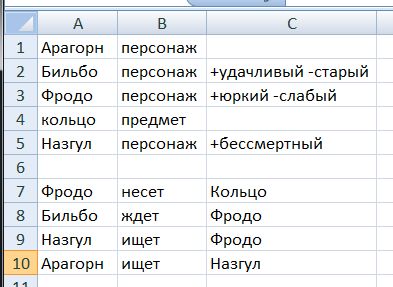 A B C
1 Арагорн персонаж
2 Бильбо персонаж +удачливый -старый
3 Фродо персонаж +юркий -слабый
4 кольцо предмет
5 Назгул персонаж +бессмертный
6
7 Фродо несет Кольцо
8 Бильбо ждет Фродо
9 Назгул ищет Фродо
10 Арагорн ищет Назгул